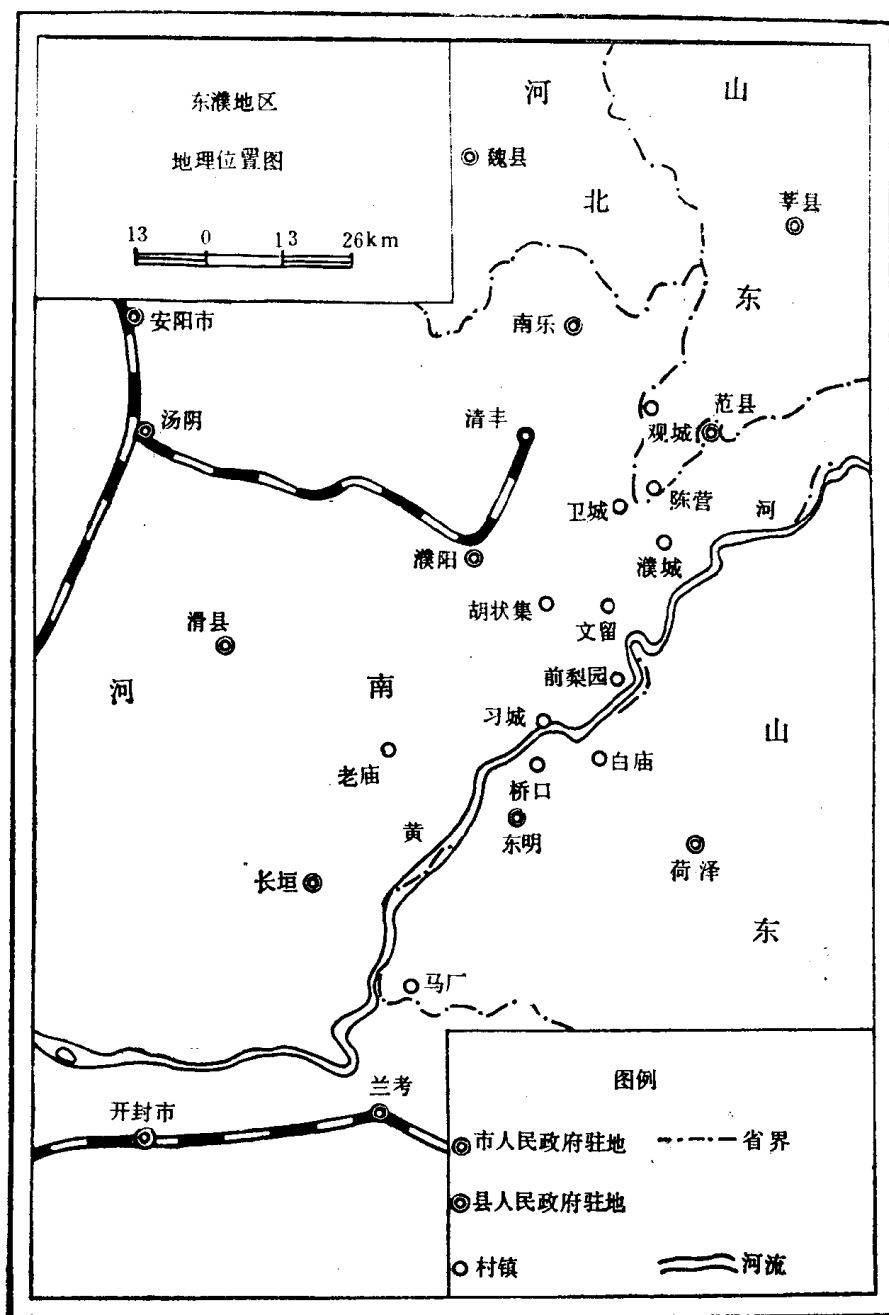 东濮地区
地理位置图
13 0 13 26km
河 山
魏县
北
莘县
东
安阳市
南乐
汤阴
清丰
范县
观城
卫城
陈营
河
濮阳
濮城
胡状集
文留
滑县
前梨园
河 南
习城
山
老庙
白庙
桥口
黄
东明
荷泽
长垣
东
马厂
图例
兰考
开封市
市人民政府驻地
省界
县人民政府驻地
村镇
河流